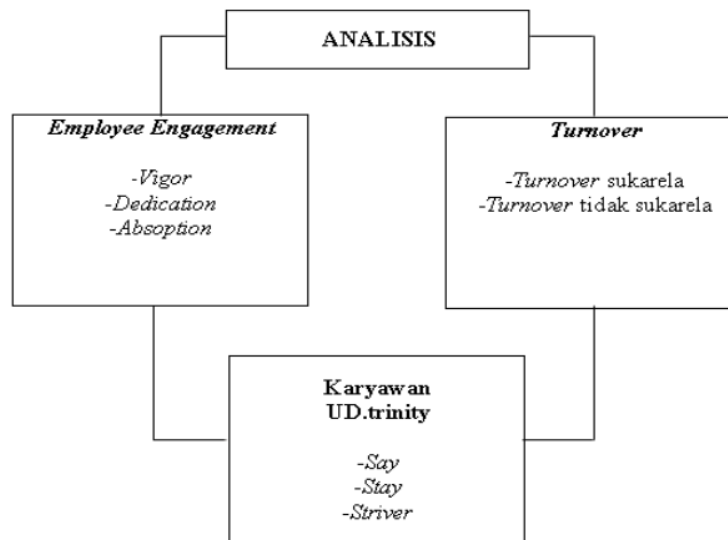 ANALISIS
Employee Engagement
-Vigor
-Dedication
-Absoption
Turnover
-Turnover sukarela
-Turnover tidak sukarela
Karyawan
UD.trinity
-Say
-Stay
-Striver